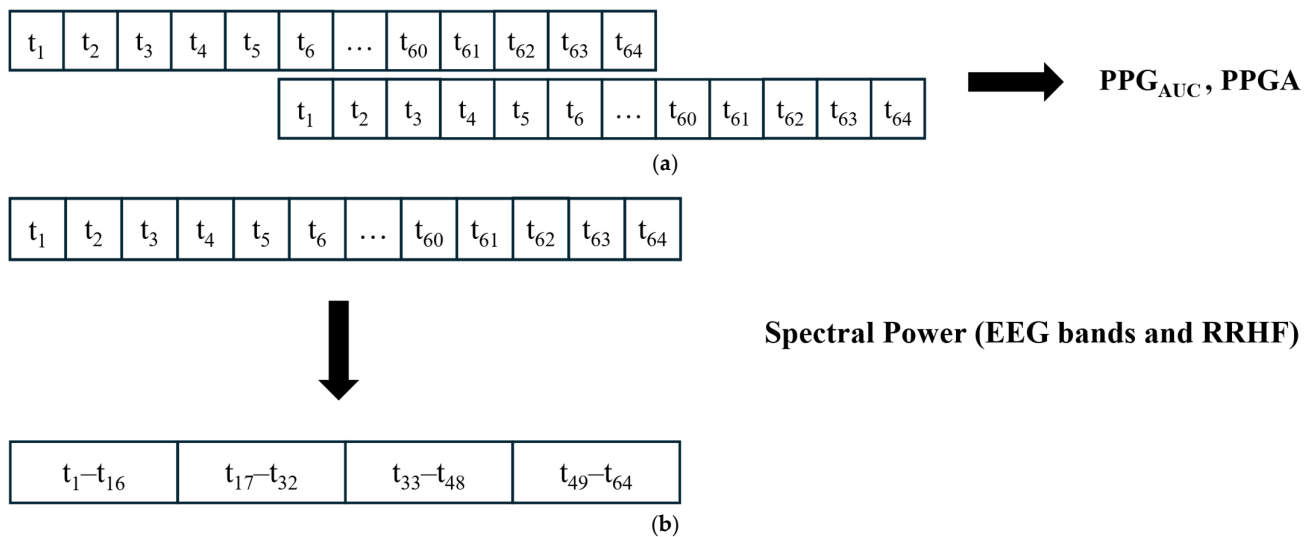 t₁ t₂ t₃ t₄ t₅ t₆ … t₆₀ t₆₁ t₆₂ t₆₃ t₆₄
t₁ t₂ t₃ t₄ t₅ t₆ … t₆₀ t₆₁ t₆₂ t₆₃ t₆₄
PPG_AUC, PPGA
(a)
t₁ t₂ t₃ t₄ t₅ t₆ … t₆₀ t₆₁ t₆₂ t₆₃ t₆₄
Spectral Power (EEG bands and RRHF)
t₁–t₁₆ t₁₇–t₃₂ t₃₃–t₄₈ t₄₉–t₆₄
(b)